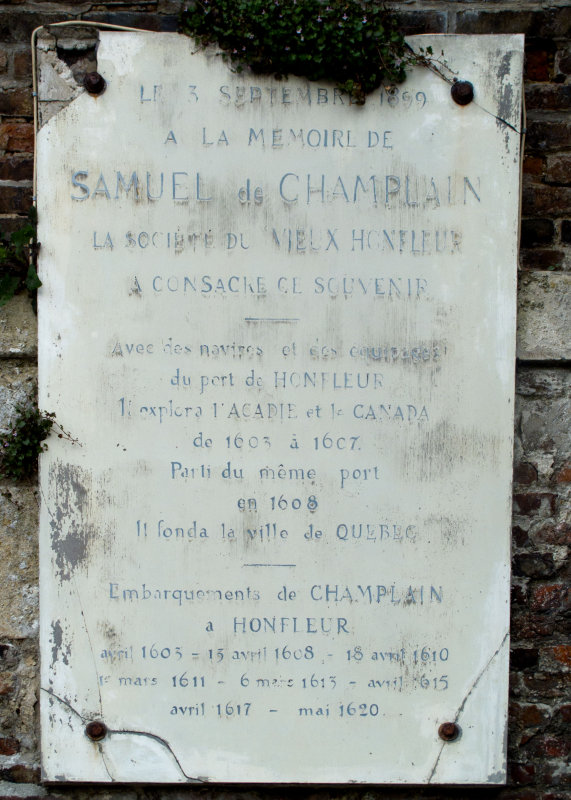 LE 3 SEPTEMBRE 1899
A LA MEMOIRE DE
SAMUEL de CHAMPLAIN
LA SOCIETE DU VIEUX HONFLEUR
A CONSACRE CE SOUVENIR
Avec des navires et des équipages
du port de HONFLEUR
Il explora l'ACADIE et le CANADA
de 1603 à 1607.
Parti du même port
en 1608
Il fonda la ville de QUEBEC
Embarquements de CHAMPLAIN
a HONFLEUR
avril 1603 - 13 avril 1608 - 18 avril 1610
1er mars 1611 - 6 mars 1613 - avril 1615
avril 1617 - mai 1620